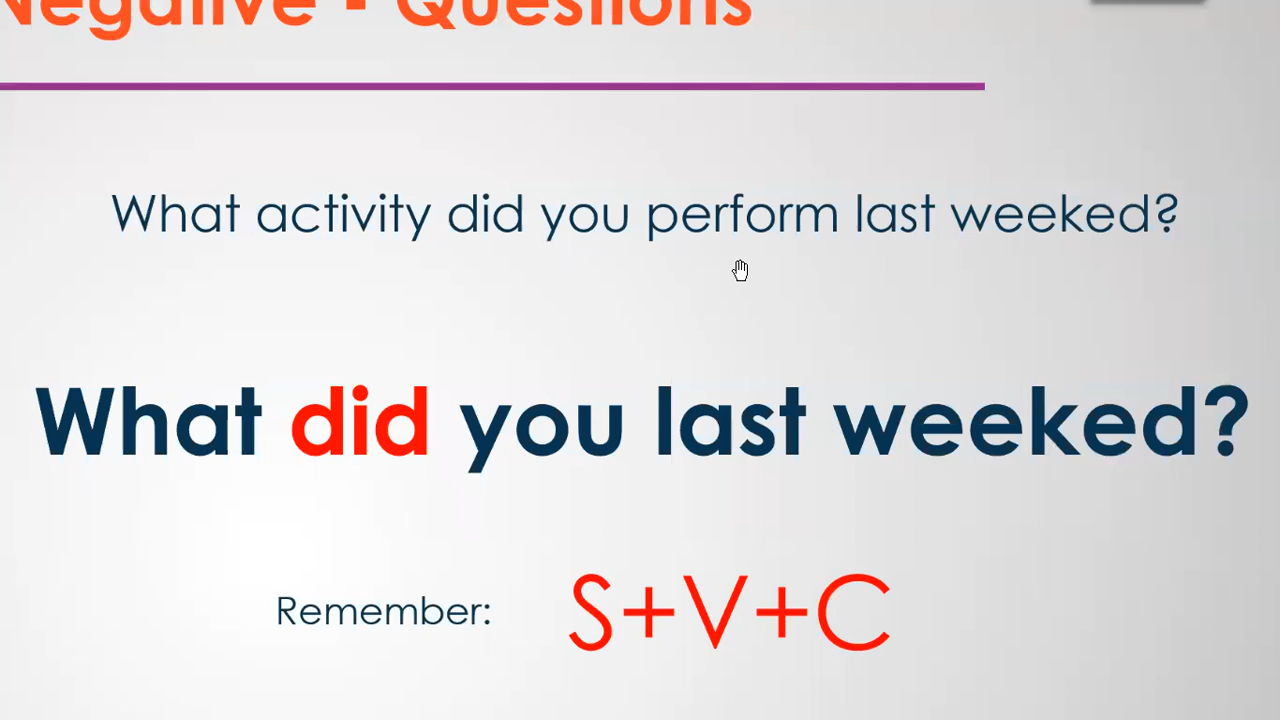 Negative - Questions
What activity did you perform last weeked?
What did you last weeked?
Remember: S+V+C